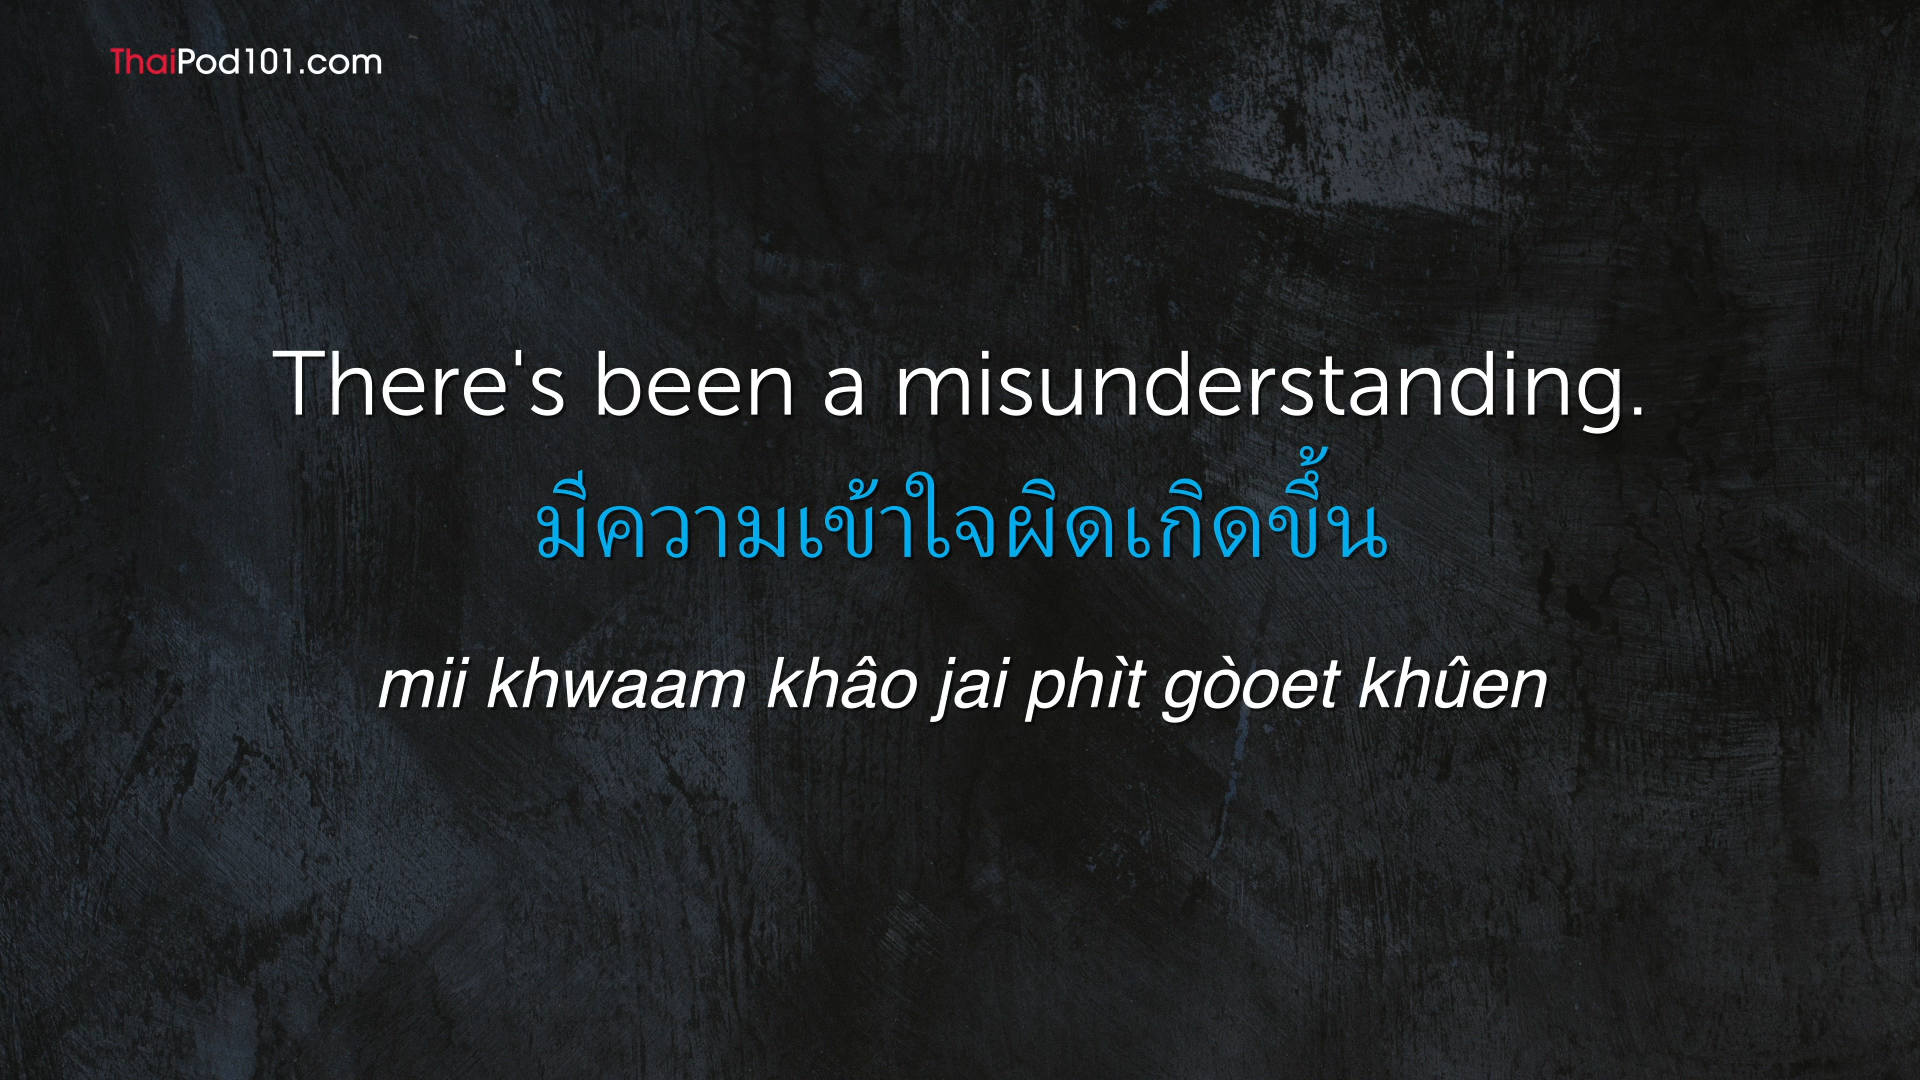 ThaiPod101.com
There's been a misunderstanding.
มีความเข้าใจผิดเกิดขึ้น
mii khwaam khâo jai phìt gòoet khûen